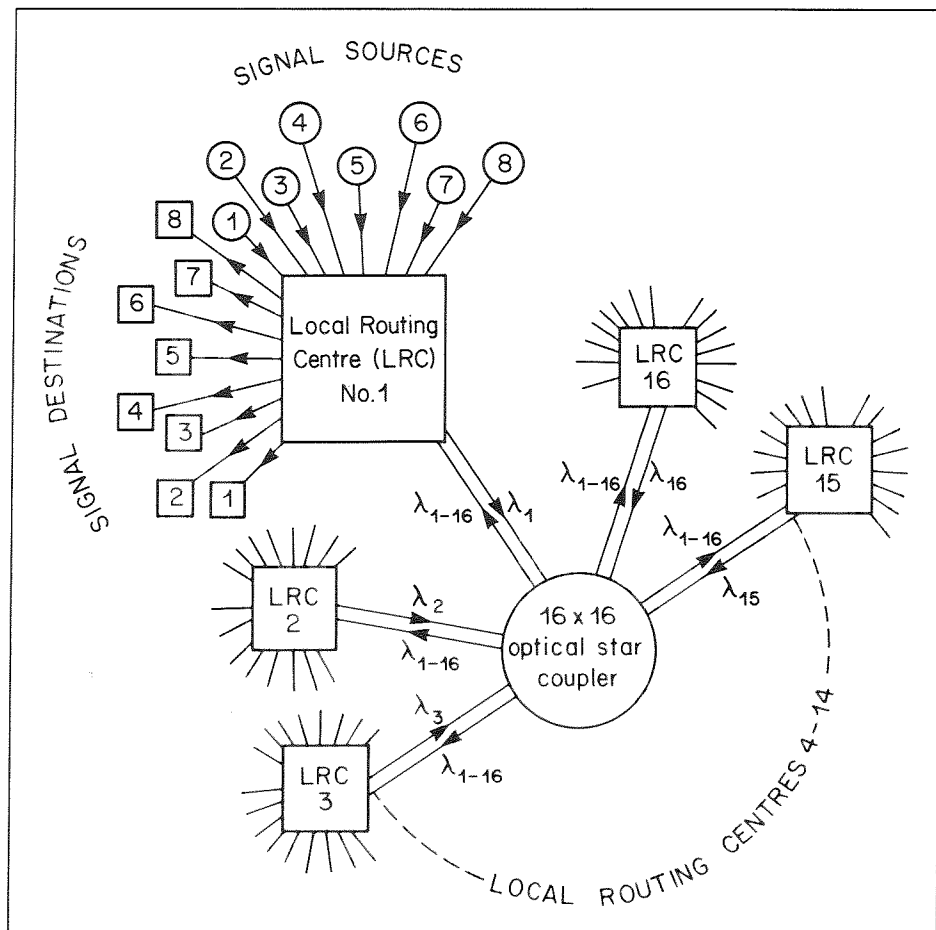 SIGNAL SOURCES
4
6
2
5
8
3
7
8
1
7
6
SIGNAL DESTINATIONS
5
4
3
2
1
Local Routing
Centre (LRC)
No.1
LRC
16
LRC
15
λ1-16
λ1
λ1-16
λ16
λ1-16
λ15
LRC
2
λ2
λ1-16
16 x 16
optical star
coupler
λ3
λ1-16
LRC
3
LOCAL ROUTING CENTRES 4-14